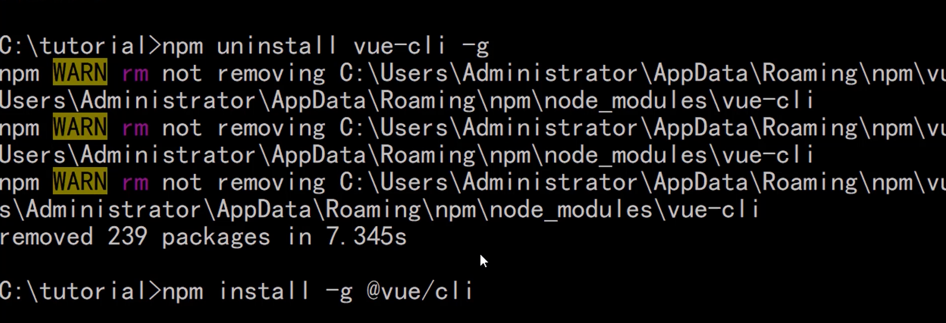 C:\tutorial>npm uninstall vue-cli -g
npm WARN rm not removing C:\Users\Administrator\AppData\Roaming\npm\vu
Users\Administrator\AppData\Roaming\npm\node_modules\vue-cli
npm WARN rm not removing C:\Users\Administrator\AppData\Roaming\npm\vu
Users\Administrator\AppData\Roaming\npm\node_modules\vue-cli
npm WARN rm not removing C:\Users\Administrator\AppData\Roaming\npm\vu
s\Administrator\AppData\Roaming\npm\node_modules\vue-cli
removed 239 packages in 7.345s
C:\tutorial>npm install -g @vue/cli